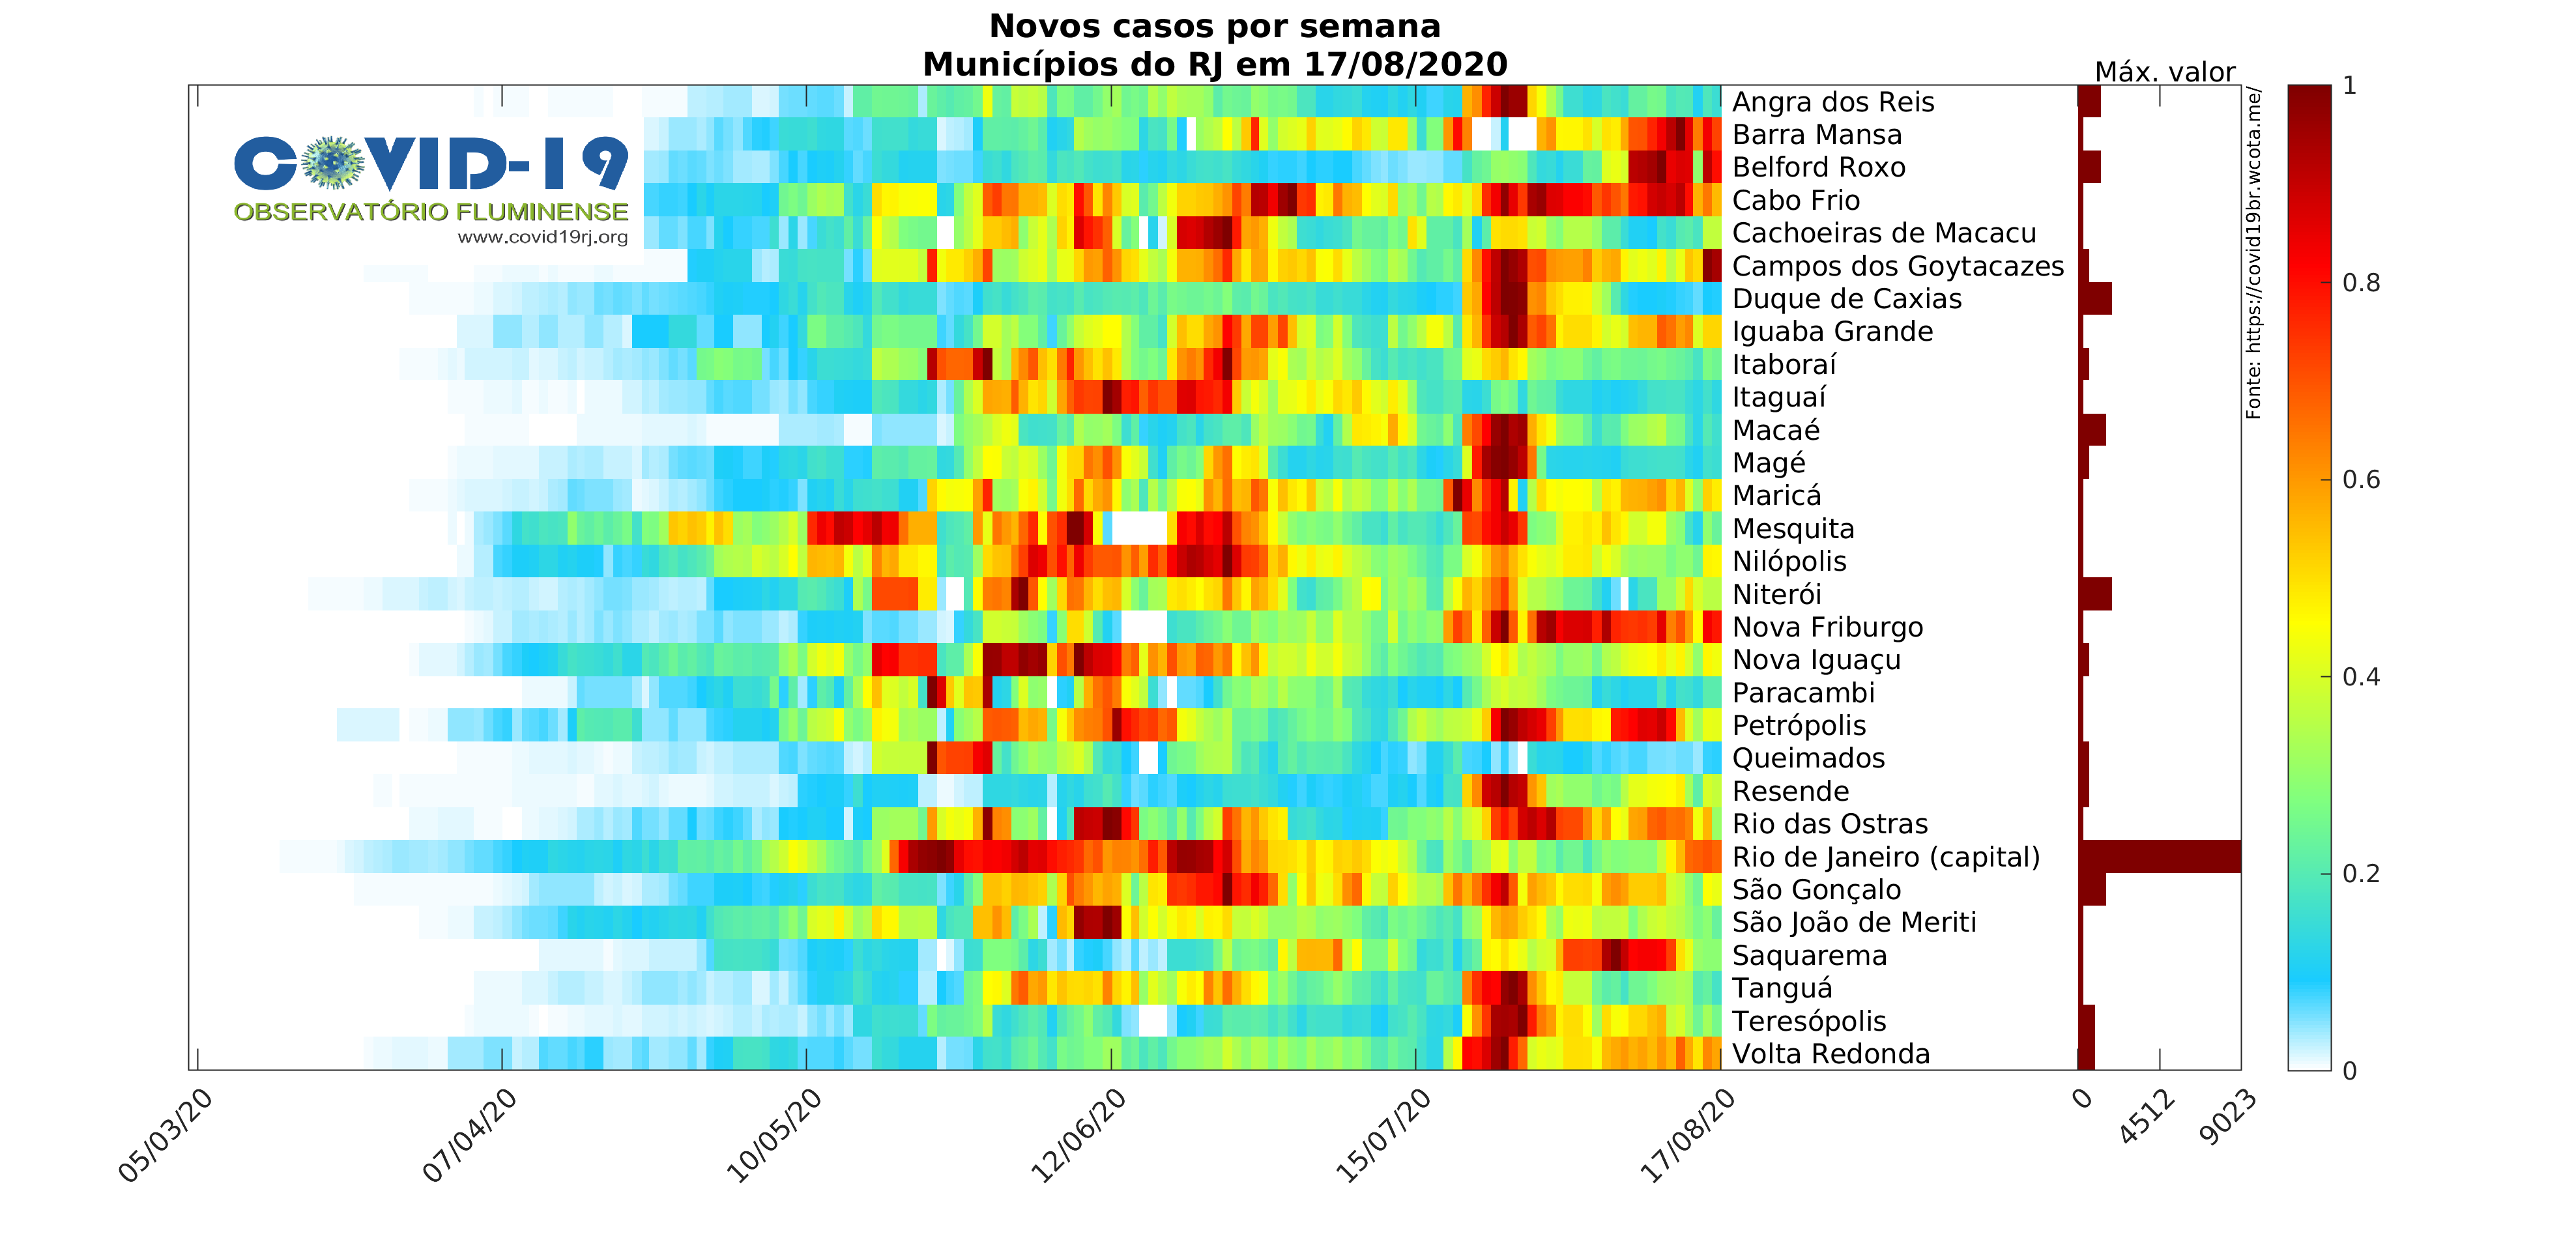 Novos casos por semana
Municípios do RJ em 17/08/2020
Máx. valor
COVID-19
OBSERVATÓRIO FLUMINENSE
www.covid19rj.org
Angra dos Reis
Barra Mansa
Belford Roxo
Cabo Frio
Cachoeiras de Macacu
Campos dos Goytacazes
Duque de Caxias
Iguaba Grande
Itaboraí
Itaguaí
Macaé
Magé
Maricá
Mesquita
Nilópolis
Niterói
Nova Friburgo
Nova Iguaçu
Paracambi
Petrópolis
Queimados
Resende
Rio das Ostras
Rio de Janeiro (capital)
São Gonçalo
São João de Meriti
Saquarema
Tanguá
Teresópolis
Volta Redonda
Fonte: https://covid19br.wcota.me/
1
0.8
0.6
0.4
0.2
0
05/03/20
07/04/20
10/05/20
12/06/20
15/07/20
17/08/20
0
4512
9023